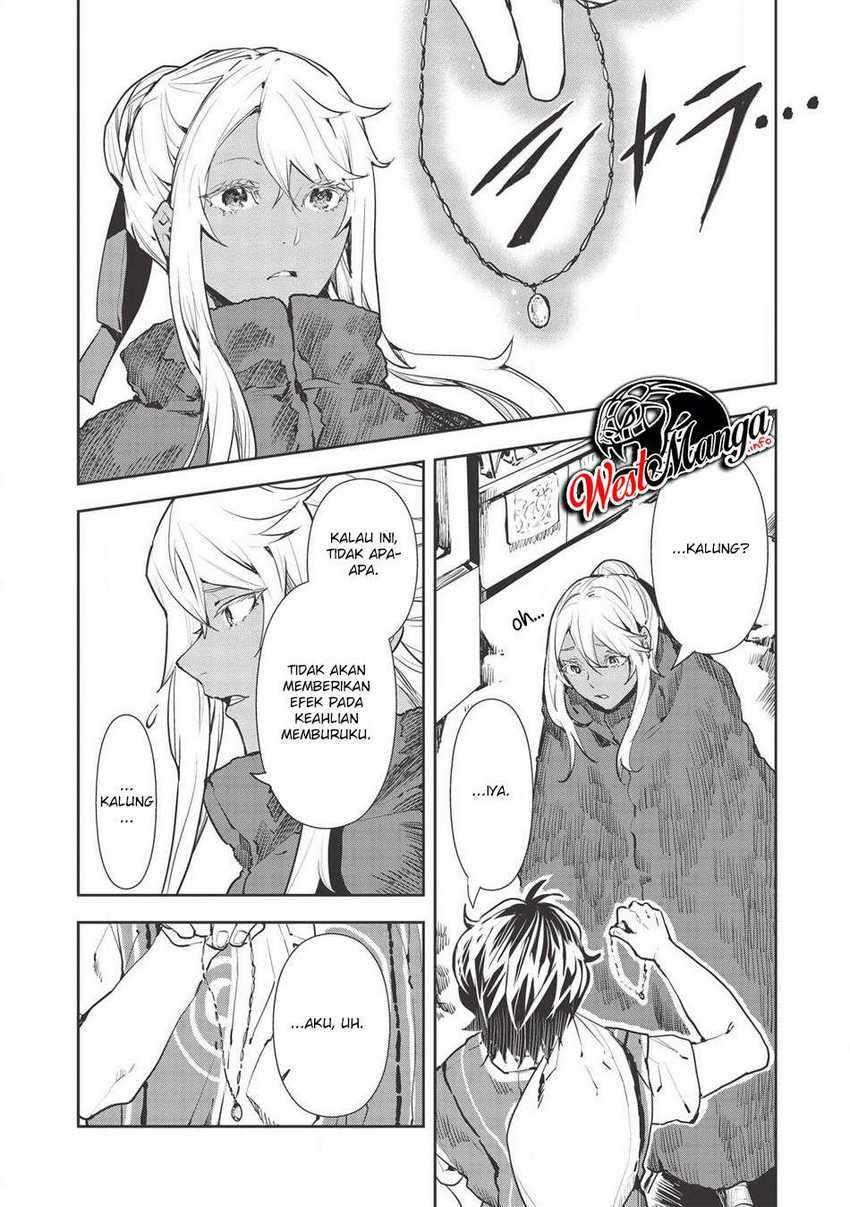 シャラ...
WestManga
.info
...KALUNG?
oh...
...IYA.
KALAU INI,
TIDAK APA-
APA.
TIDAK AKAN
MEMBERIKAN
EFEK PADA
KEAHLIAN
MEMBURUKU.
...
KALUNG
...
...AKU, UH.